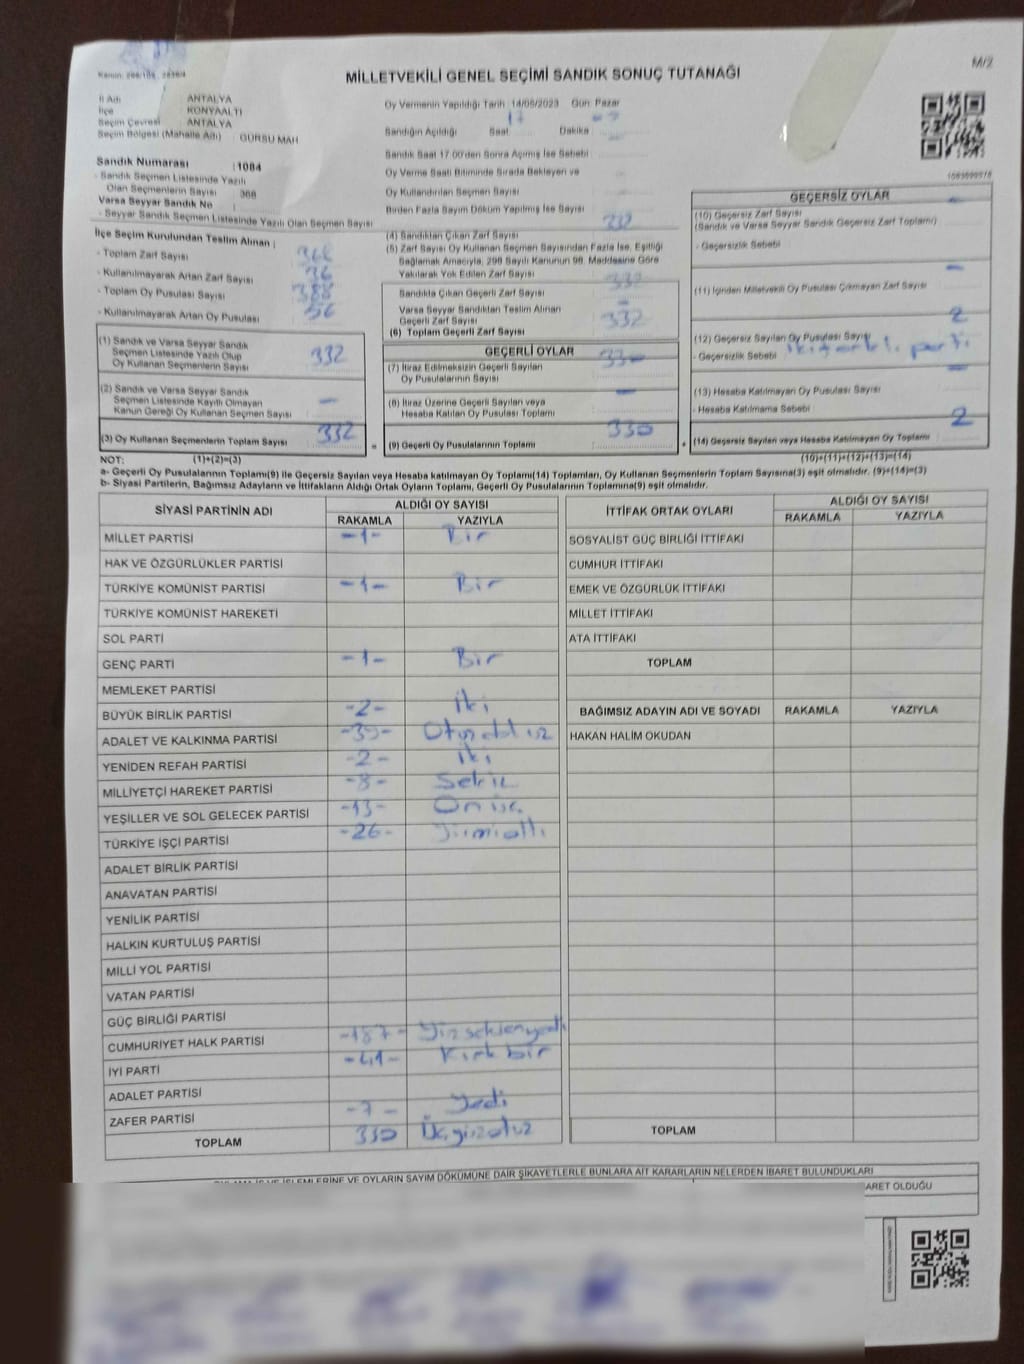 Kanun: 298/105, 2839/4
MİLLETVEKİLİ GENEL SEÇİMİ SANDIK SONUÇ TUTANAĞI
M/2
İl Adı ANTALYA
İlçe KONYAALTI
Seçim Çevresi ANTALYA
Seçim Bölgesi (Mahalle Adı) : GÜRSU MAH
Sandık Numarası : 1084
- Sandık Seçmen Listesinde Yazılı
Olan Seçmenlerin Sayısı : 368
Varsa Seyyar Sandık No :
- Seyyar Sandık Seçmen Listesinde Yazılı Olan Seçmen Sayısı
Oy Vermenin Yapıldığı Tarih :14/05/2023 Gün: Pazar
Sandığın Açıldığı Saat 17 Dakika
Sandık Saat 17.00'den Sonra Açılmış İse Sebebi
Oy Verme Saati Bitiminde Sırada Bekleyen ve
Oy Kullandırılan Seçmen Sayısı
Birden Fazla Sayım Döküm Yapılmış İse Sayısı
İlçe Seçim Kurulundan Teslim Alınan ;
- Toplam Zarf Sayısı
- Kullanılmayarak Artan Zarf Sayısı 36
- Toplam Oy Pusulası Sayısı 388
- Kullanılmayarak Artan Oy Pusulası 56
(1) Sandık ve Varsa Seyyar Sandık
Seçmen Listesinde Yazılı Olup
Oy Kullanan Seçmenlerin Sayısı 332
(2) Sandık ve Varsa Seyyar Sandık
Seçmen Listesinde Kayıtlı Olmayan
Kanun Gereği Oy Kullanan Seçmen Sayısı -
(3) Oy Kullanan Seçmenlerin Toplam Sayısı 332
(4) Sandıktan Çıkan Zarf Sayısı 332
(5) Zarf Sayısı Oy Kullanan Seçmen Sayısından Fazla İse, Eşitliği
Sağlamak Amacıyla, 298 Sayılı Kanunun 98. Maddesine Göre
Yakılarak Yok Edilen Zarf Sayısı
Sandıkta Çıkan Geçerli Zarf Sayısı 332
Varsa Seyyar Sandıktan Teslim Alınan
Geçerli Zarf Sayısı -
(6) Toplam Geçerli Zarf Sayısı 332
GEÇERLİ OYLAR
(7) İtiraz Edilmeksizin Geçerli Sayılan
Oy Pusulalarının Sayısı 330
(8) İtiraz Üzerine Geçerli Sayılan veya
Hesaba Katılan Oy Pusulası Toplamı -
= (9) Geçerli Oy Pusulalarının Toplamı 330
GEÇERSİZ OYLAR
(10) Geçersiz Zarf Sayısı -
(Sandık ve Varsa Seyyar Sandık Geçersiz Zarf Toplamı)
- Geçersizlik Sebebi
(11) İçinden Milletvekili Oy Pusulası Çıkmayan Zarf Sayısı -
(12) Geçersiz Sayılan Oy Pusulası Sayısı 2
- Geçersizlik Sebebi parti
(13) Hesaba Katılmayan Oy Pusulası Sayısı -
- Hesaba Katılmama Sebebi
+ (14) Geçersiz Sayılan veya Hesaba Katılmayan Oy Toplamı 2
NOT: (1)+(2)=(3) (10)+(11)+(12)+(13)=(14)
a- Geçerli Oy Pusulalarının Toplamı(9) ile Geçersiz Sayılan veya Hesaba katılmayan Oy Toplamı(14) Toplamları, Oy Kullanan Seçmenlerin Toplam Sayısına(3) eşit olmalıdır. (9)+(14)=(3)
b- Siyasi Partilerin, Bağımsız Adayların ve İttifakların Aldığı Ortak Oyların Toplamı, Geçerli Oy Pusulalarının Toplamına(9) eşit olmalıdır.
SİYASİ PARTİNİN ADI ALDIĞI OY SAYISI
RAKAMLA YAZIYLA
MİLLET PARTİSİ -1- Bir
HAK VE ÖZGÜRLÜKLER PARTİSİ
TÜRKİYE KOMÜNİST PARTİSİ -1- Bir
TÜRKİYE KOMÜNİST HAREKETİ
SOL PARTİ
GENÇ PARTİ -1- Bir
MEMLEKET PARTİSİ
BÜYÜK BİRLİK PARTİSİ -2- iki
ADALET VE KALKINMA PARTİSİ
YENİDEN REFAH PARTİSİ -2- iki
MİLLİYETÇİ HAREKET PARTİSİ -8- Sekiz
YEŞİLLER VE SOL GELECEK PARTİSİ -13- On üç
TÜRKİYE İŞÇİ PARTİSİ -26- Yirmialtı
ADALET BİRLİK PARTİSİ
ANAVATAN PARTİSİ
YENİLİK PARTİSİ
HALKIN KURTULUŞ PARTİSİ
MİLLİ YOL PARTİSİ
VATAN PARTİSİ
GÜÇ BİRLİĞİ PARTİSİ
CUMHURİYET HALK PARTİSİ -187- Yüzseksenyedi
İYİ PARTİ -41- Kırk bir
ADALET PARTİSİ
ZAFER PARTİSİ -7- Yedi
TOPLAM 330 Üçyüzotuz
İTTİFAK ORTAK OYLARI ALDIĞI OY SAYISI
RAKAMLA YAZIYLA
SOSYALİST GÜÇ BİRLİĞİ İTTİFAKI
CUMHUR İTTİFAKI
EMEK VE ÖZGÜRLÜK İTTİFAKI
MİLLET İTTİFAKI
ATA İTTİFAKI
TOPLAM
BAĞIMSIZ ADAYIN ADI VE SOYADI RAKAMLA YAZIYLA
HAKAN HALİM OKUDAN
TOPLAM
VE OYLARIN SAYIM DÖKÜMÜNE DAİR ŞİKAYETLERLE BUNLARA AİT KARARLARIN NELERDEN İBARET BULUNDUKLARI
ARET OLDUĞU